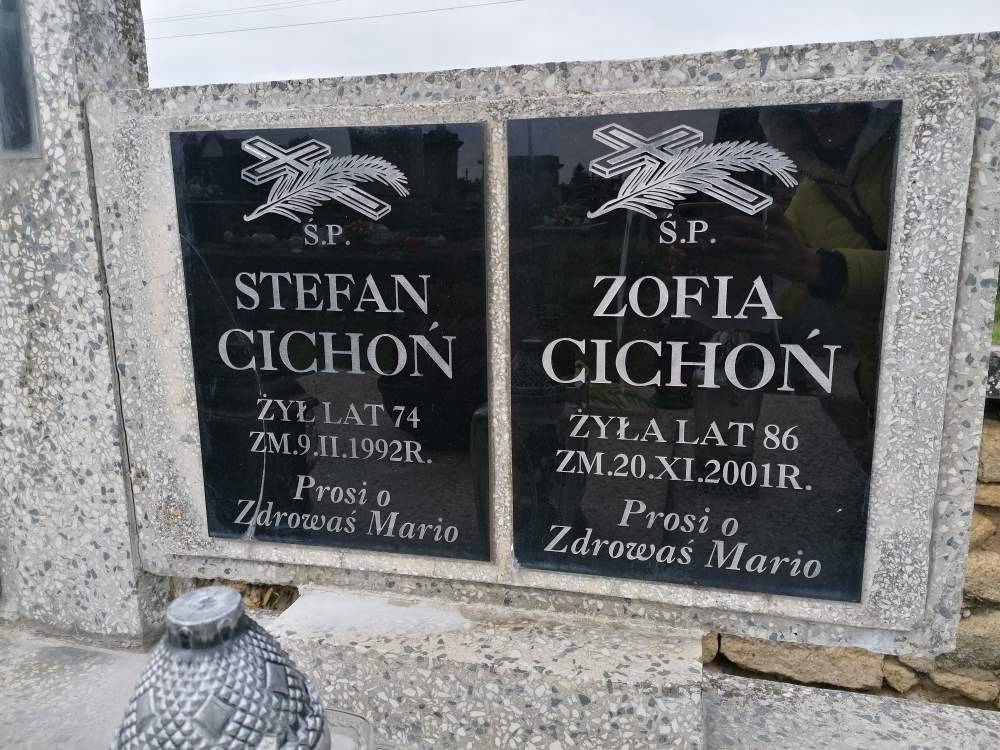 Ś.P.
STEFAN
CICHOŃ
ŻYŁ LAT 74
ZM.9.II.1992R.
Prosi o
Zdrowaś Mario
Ś.P.
ZOFIA
CICHOŃ
ŻYŁA LAT 86
ZM.20.XI.2001R.
Prosi o
Zdrowaś Mario